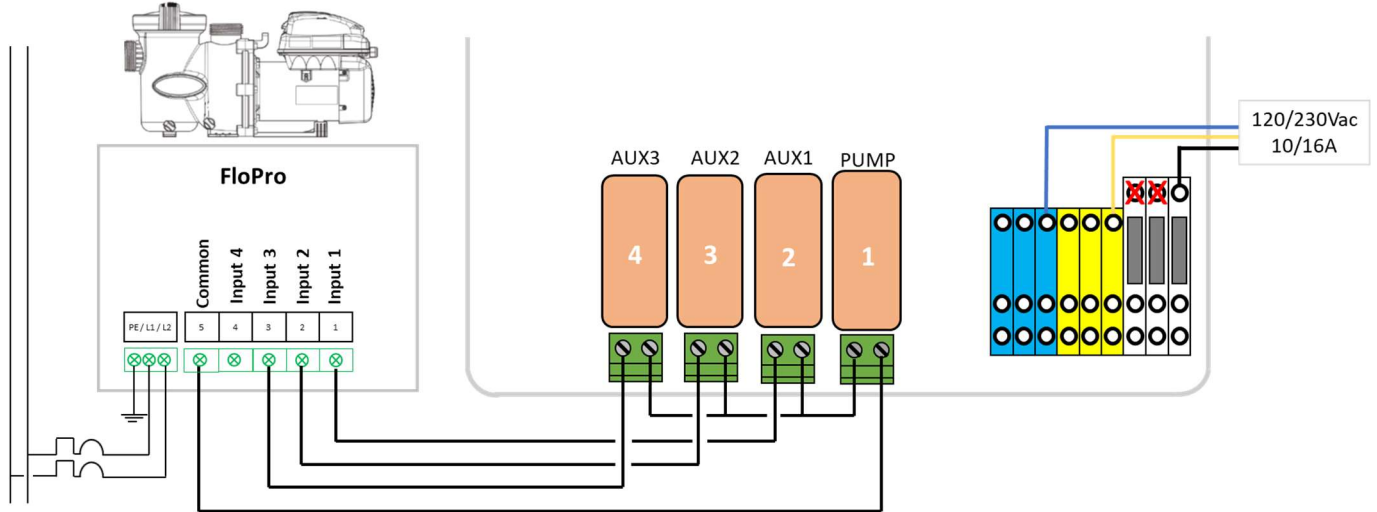 FloPro
Common
Input 4
Input 3
Input 2
Input 1
PE/ L1 / L2
5
4
3
2
1
AUX3
AUX2
AUX1
PUMP
4
3
2
1
120/230Vac
10/16A